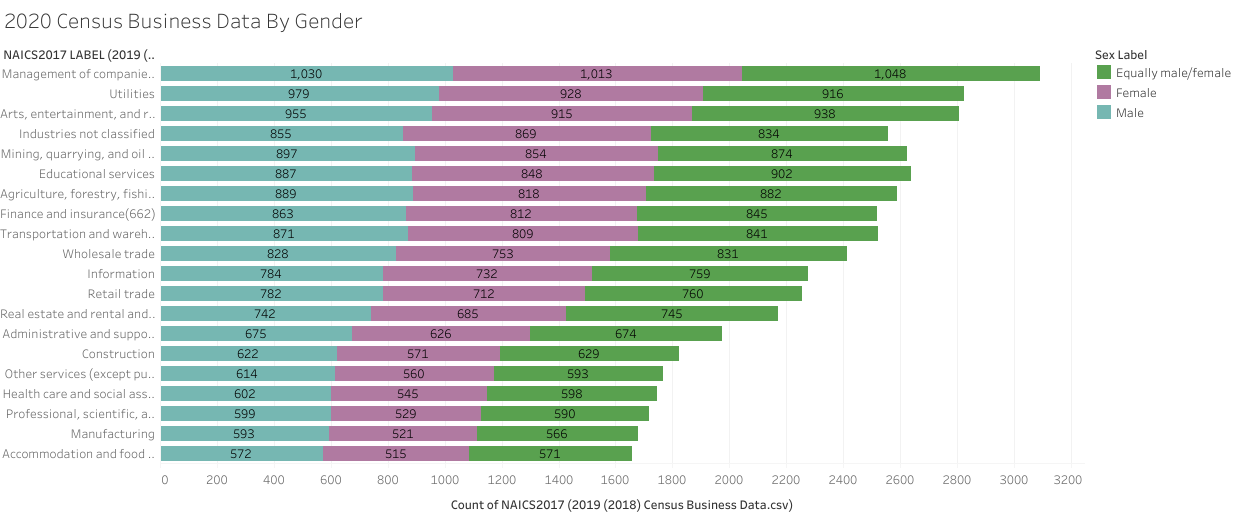 2020 Census Business Data By Gender
NAICS2017 LABEL (2019 (..
Sex Label
Management of companie.. 1,030 1,013 1,048
Equally male/female
Utilities 979 928 916
Female
Arts, entertainment, and r.. 955 915 938
Male
Industries not classified 855 869 834
Mining, quarrying, and oil .. 897 854 874
Educational services 887 848 902
Agriculture, forestry, fishi.. 889 818 882
Finance and insurance(662) 863 812 845
Transportation and wareh.. 871 809 841
Wholesale trade 828 753 831
Information 784 732 759
Retail trade 782 712 760
Real estate and rental and.. 742 685 745
Administrative and suppo.. 675 626 674
Construction 622 571 629
Other services (except pu.. 614 560 593
Health care and social ass.. 602 545 598
Professional, scientific, a.. 599 529 590
Manufacturing 593 521 566
Accommodation and food .. 572 515 571
0 200 400 600 800 1000 1200 1400 1600 1800 2000 2200 2400 2600 2800 3000 3200
Count of NAICS2017 (2019 (2018) Census Business Data.csv)